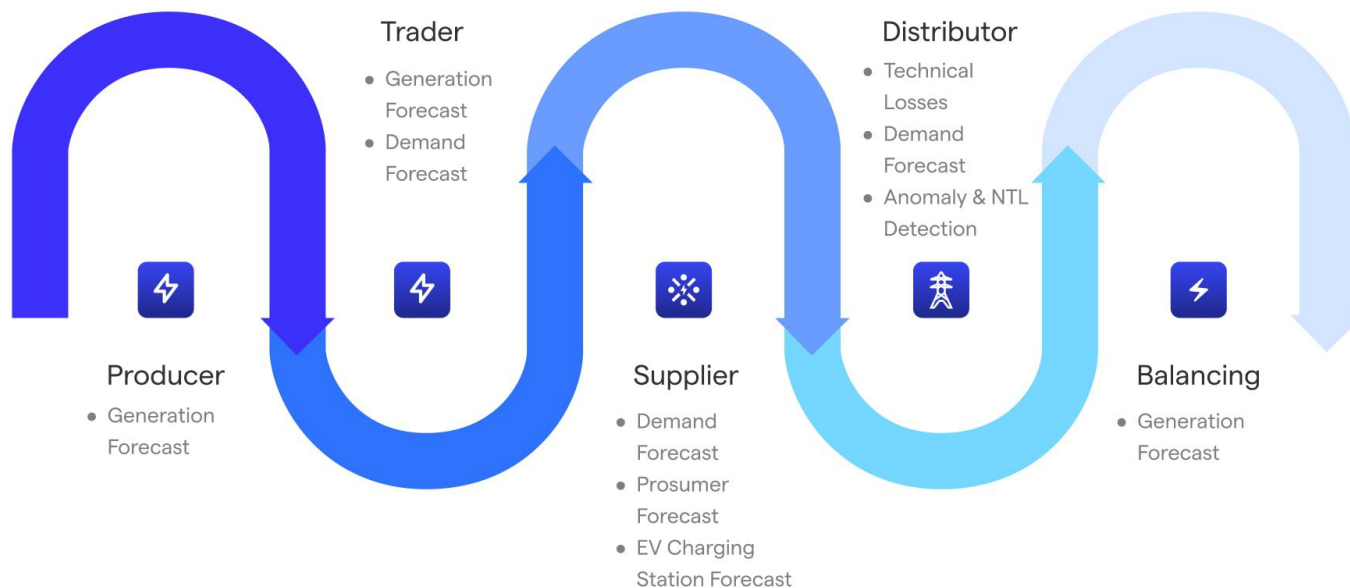 Producer
● Generation
Forecast
Trader
● Generation
Forecast
● Demand
Forecast
Supplier
● Demand
Forecast
● Prosumer
Forecast
● EV Charging
Station Forecast
Distributor
● Technical
Losses
● Demand
Forecast
● Anomaly & NTL
Detection
Balancing
● Generation
Forecast